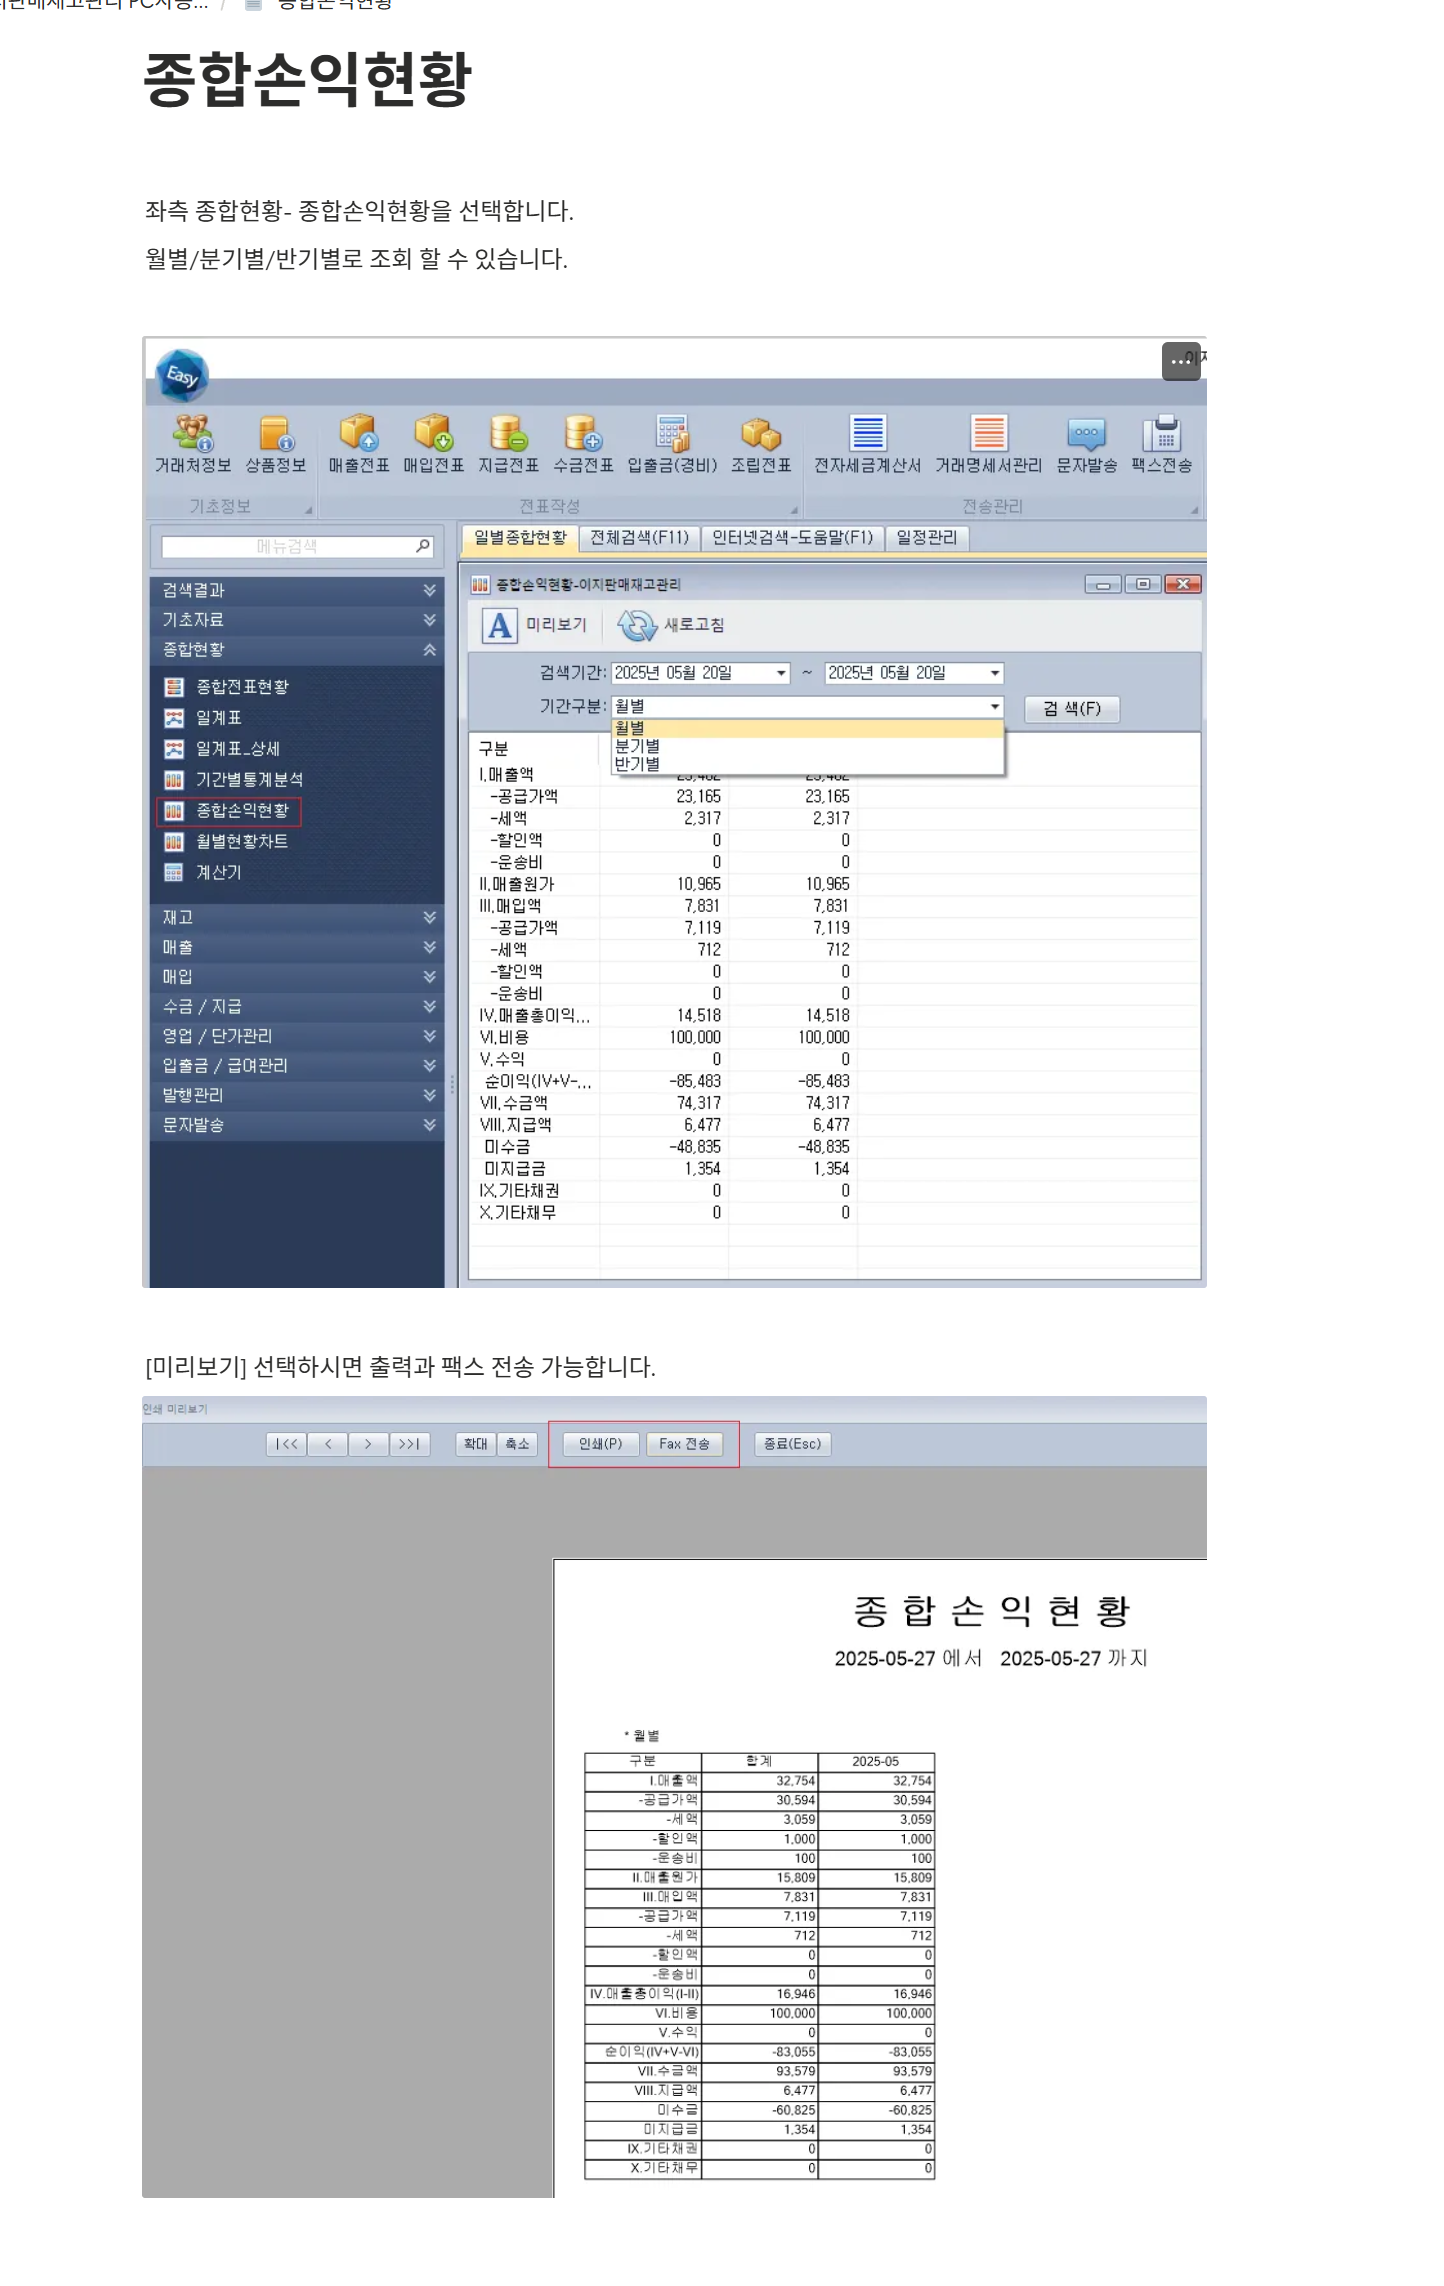 종합손익현황
종합손익현황
좌측 종합현황- 종합손익현황을 선택합니다.
월별/분기별/반기별로 조회 할 수 있습니다.
Easy
거래처정보 상품정보 매출전표 매입전표 지급전표 수금전표 입출금(경비) 조립전표 전자세금계산서 거래명세서관리 문자발송 팩스전송
기초정보 전표작성 전송관리
메뉴검색
일별종합현황 전체검색(F11) 인터넷검색-도움말(F1) 일정관리
검색결과
기초자료
종합현황
종합전표현황
일계표
일계표_상세
기간별통계분석
종합손익현황
월별현황차트
계산기
재고
매출
매입
수금 / 지급
영업 / 단가관리
입출금 / 급여관리
발행관리
문자발송
종합손익현황-이지판매재고관리
미리보기 새로고침
검색기간: 2025년 05월 20일 ~ 2025년 05월 20일
기간구분: 월별 검 색(F)
월별
분기별
반기별
구분
I.매출액 23,482 23,482
-공급가액 23,165 23,165
-세액 2,317 2,317
-할인액 0 0
-운송비 0 0
II.매출원가 10,965 10,965
III.매입액 7,831 7,831
-공급가액 7,119 7,119
-세액 712 712
-할인액 0 0
-운송비 0 0
IV.매출총이익... 14,518 14,518
VI.비용 100,000 100,000
V.수익 0 0
순이익(IV+V-... -85,483 -85,483
VII.수금액 74,317 74,317
VIII.지급액 6,477 6,477
미수금 -48,835 -48,835
미지급금 1,354 1,354
IX.기타채권 0 0
X.기타채무 0 0
[미리보기] 선택하시면 출력과 팩스 전송 가능합니다.
인쇄 미리보기
|<< < > >>| 확대 축소 인쇄(P) Fax 전송 종료(Esc)
종 합 손 익 현 황
2025-05-27 에서 2025-05-27 까지
* 월별
구분 합계 2025-05
I.매출액 32,754 32,754
-공급가액 30,594 30,594
-세액 3,059 3,059
-할인액 1,000 1,000
-운송비 100 100
II.매출원가 15,809 15,809
III.매입액 7,831 7,831
-공급가액 7,119 7,119
-세액 712 712
-할인액 0 0
-운송비 0 0
IV.매출총이익(I-II) 16,946 16,946
VI.비용 100,000 100,000
V.수익 0 0
순이익(IV+V-VI) -83,055 -83,055
VII.수금액 93,579 93,579
VIII.지급액 6,477 6,477
미수금 -60,825 -60,825
미지급금 1,354 1,354
IX.기타채권 0 0
X.기타채무 0 0